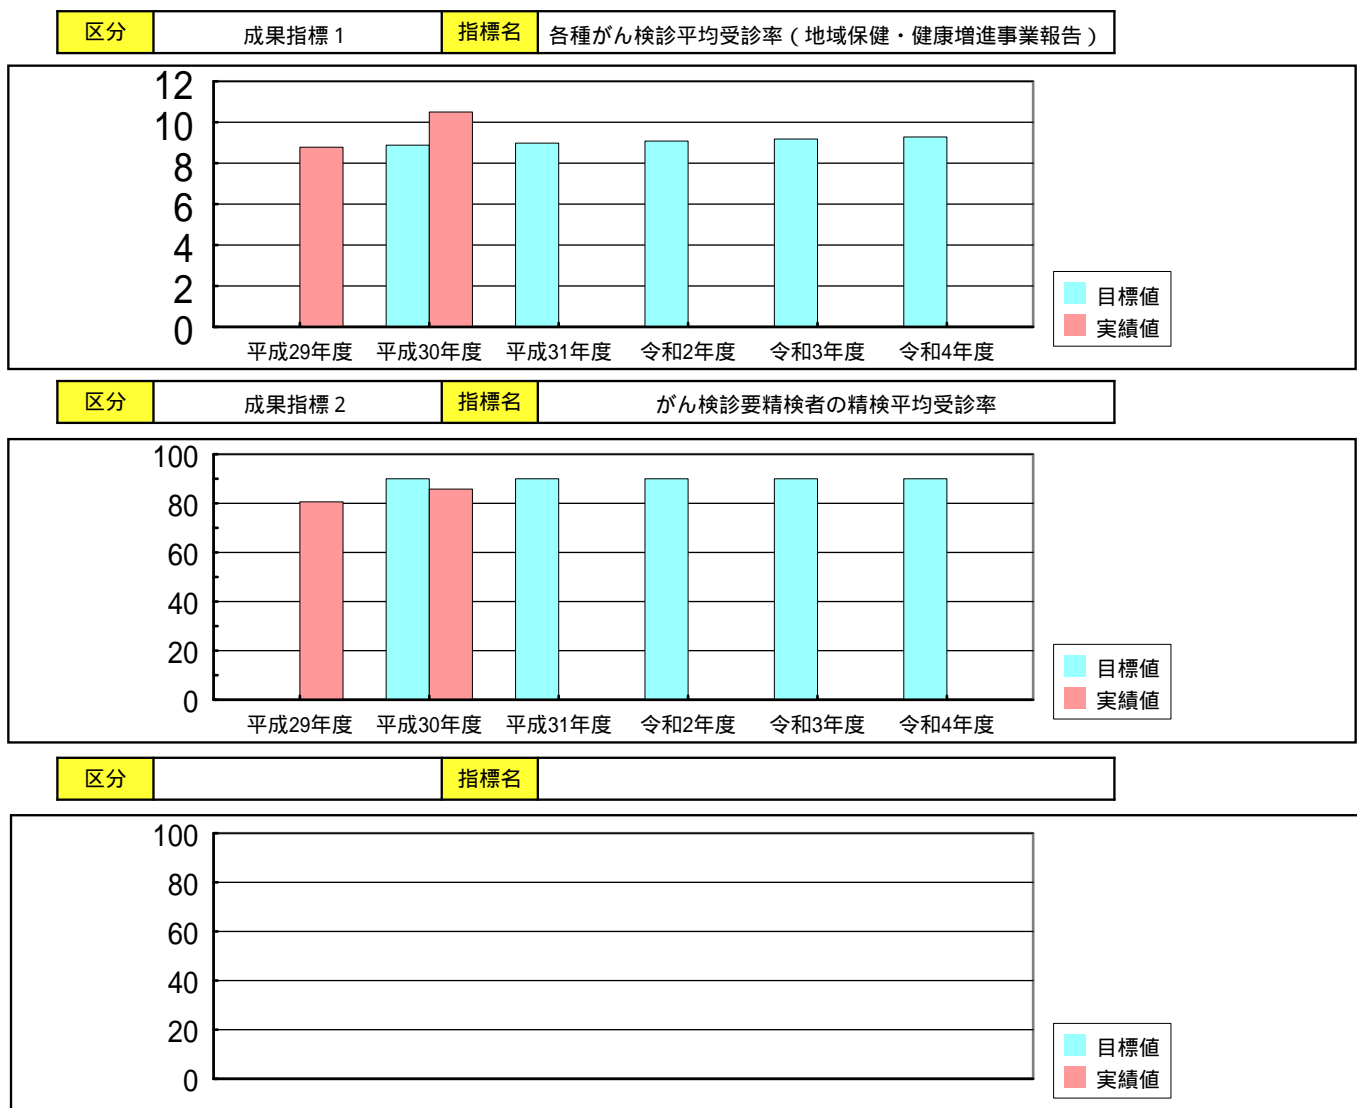 区分 成果指標1 指標名 各種がん検診平均受診率(地域保健・健康増進事業報告)
12
10
8
6
4
2
0
平成29年度 平成30年度 平成31年度 令和2年度 令和3年度 令和4年度
目標値
実績値
区分 成果指標2 指標名 がん検診要精検者の精検平均受診率
100
80
60
40
20
0
平成29年度 平成30年度 平成31年度 令和2年度 令和3年度 令和4年度
目標値
実績値
区分 指標名
100
80
60
40
20
0
目標値
実績値